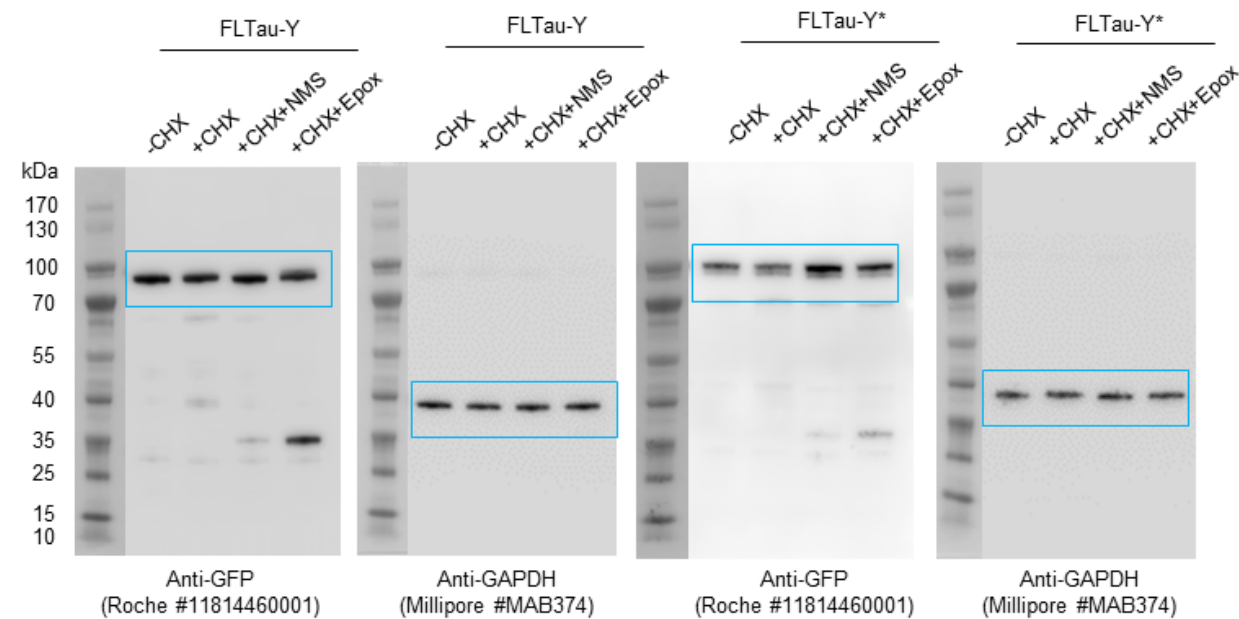 FLTau-Y
FLTau-Y
FLTau-Y*
FLTau-Y*
-CHX
+CHX
+CHX+NMS
+CHX+Epox
-CHX
+CHX
+CHX+NMS
+CHX+Epox
-CHX
+CHX
+CHX+NMS
+CHX+Epox
-CHX
+CHX
+CHX+NMS
+CHX+Epox
kDa
170
130
100
70
55
40
35
25
15
10
Anti-GFP
(Roche #11814460001)
Anti-GAPDH
(Millipore #MAB374)
Anti-GFP
(Roche #11814460001)
Anti-GAPDH
(Millipore #MAB374)